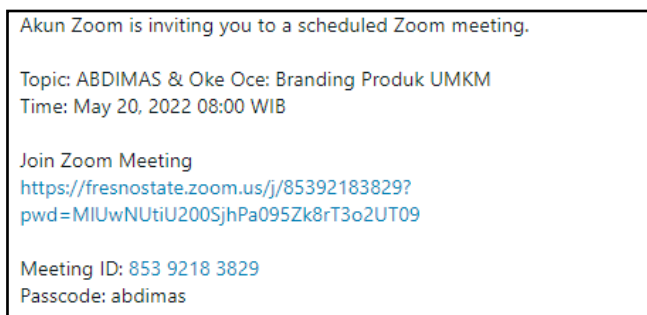 Akun Zoom is inviting you to a scheduled Zoom meeting.
Topic: ABDIMAS & Oke Oce: Branding Produk UMKM
Time: May 20, 2022 08:00 WIB
Join Zoom Meeting
https://fresnostate.zoom.us/j/85392183829?
pwd=MlUwNUtiU200SjhPa095Zk8rT3o2UT09
Meeting ID: 853 9218 3829
Passcode: abdimas